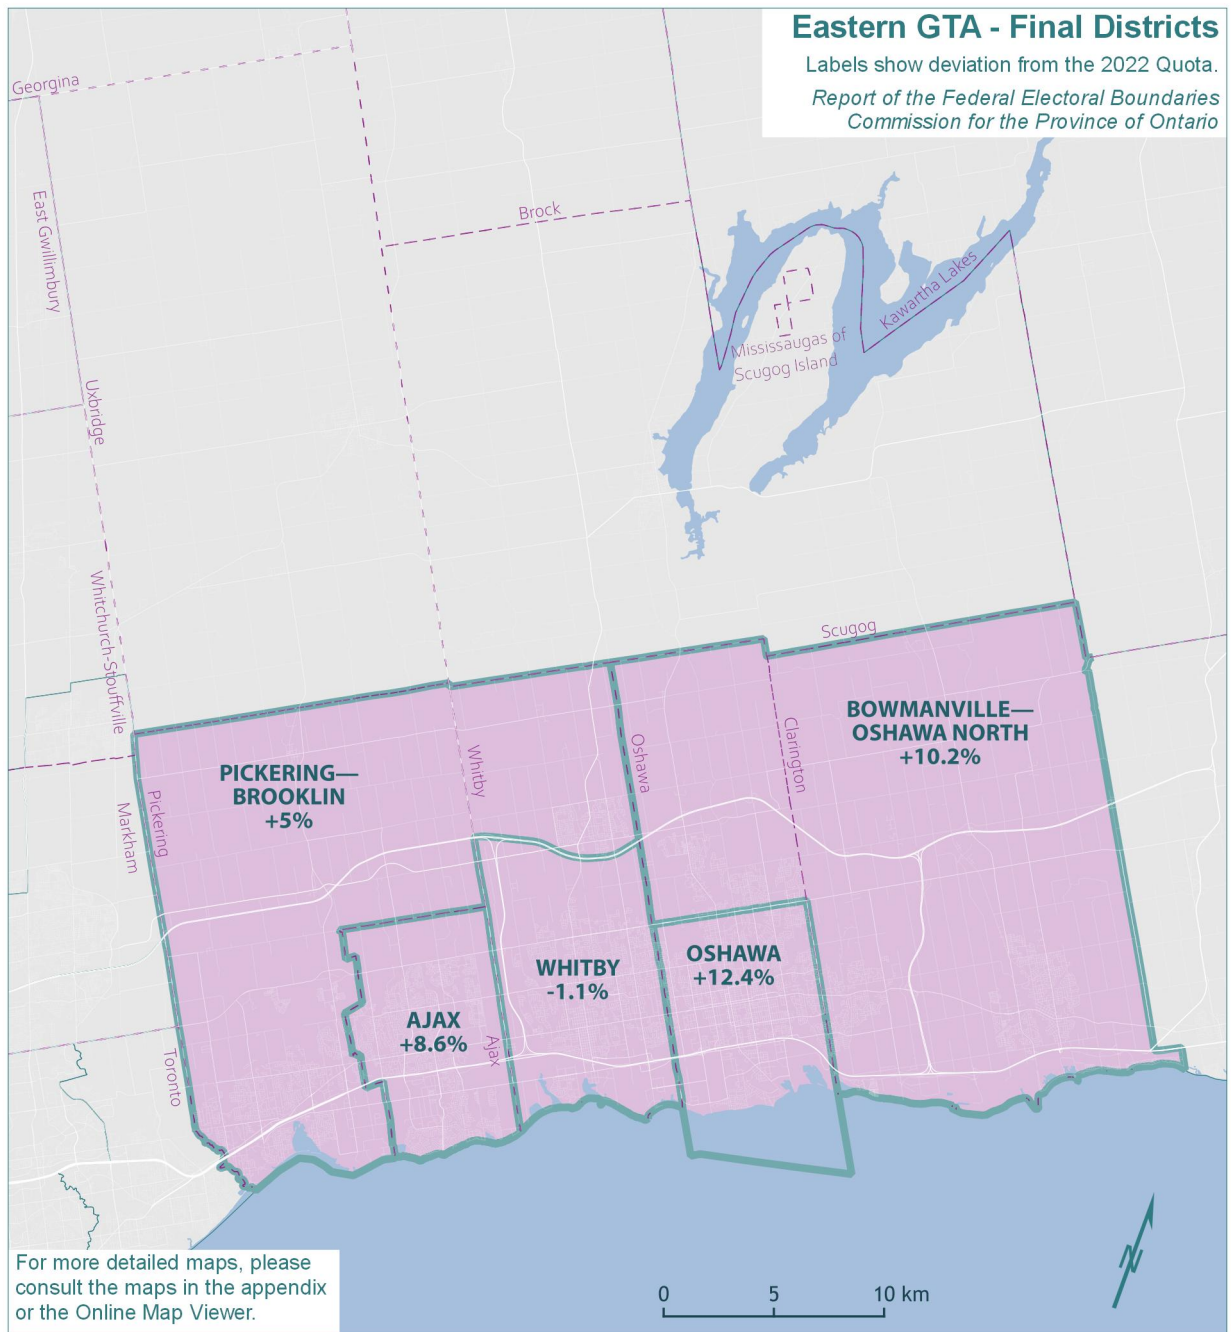 Eastern GTA - Final Districts
Labels show deviation from the 2022 Quota.
Report of the Federal Electoral Boundaries
Commission for the Province of Ontario
Georgina
East Gwillimbury
Brock
Kawartha Lakes
Mississaugas of
Scugog Island
Uxbridge
Whitchurch-Stouffville
Scugog
BOWMANVILLE—
OSHAWA NORTH
+10.2%
Whitby
Oshawa
Clarington
PICKERING—
BROOKLIN
+5%
Pickering
Markham
OSHAWA
+12.4%
WHITBY
-1.1%
AJAX
+8.6%
Ajax
Toronto
For more detailed maps, please
consult the maps in the appendix
or the Online Map Viewer.
0 5 10 km
N